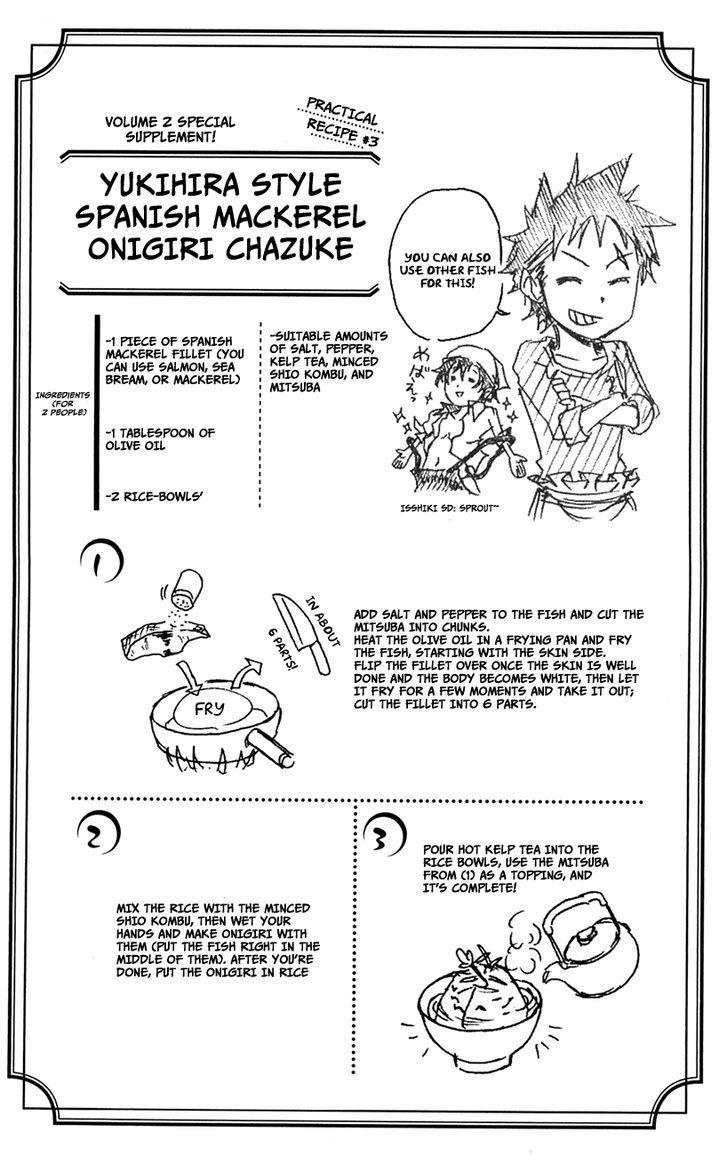 VOLUME 2 SPECIAL
SUPPLEMENT!
PRACTICAL
RECIPE #3
YUKIHIRA STYLE
SPANISH MACKEREL
ONIGIRI CHAZUKE
YOU CAN ALSO
USE OTHER FISH
FOR THIS!
INGREDIENTS
(FOR
2 PEOPLE)
-1 PIECE OF SPANISH
MACKEREL FILLET (YOU
CAN USE SALMON, SEA
BREAM, OR MACKEREL)
-1 TABLESPOON OF
OLIVE OIL
-2 RICE-BOWLS'
-SUITABLE AMOUNTS
OF SALT, PEPPER,
KELP TEA, MINCED
SHIO KOMBU, AND
MITSUBA
めばえっ
ISSHIKI SD: SPROUT~
1
IN ABOUT
6 PARTS!
FRY
ADD SALT AND PEPPER TO THE FISH AND CUT THE
MITSUBA INTO CHUNKS.
HEAT THE OLIVE OIL IN A FRYING PAN AND FRY
THE FISH, STARTING WITH THE SKIN SIDE.
FLIP THE FILLET OVER ONCE THE SKIN IS WELL
DONE AND THE BODY BECOMES WHITE, THEN LET
IT FRY FOR A FEW MOMENTS AND TAKE IT OUT;
CUT THE FILLET INTO 6 PARTS.
2
MIX THE RICE WITH THE MINCED
SHIO KOMBU, THEN WET YOUR
HANDS AND MAKE ONIGIRI WITH
THEM (PUT THE FISH RIGHT IN THE
MIDDLE OF THEM). AFTER YOU'RE
DONE, PUT THE ONIGIRI IN RICE
3
POUR HOT KELP TEA INTO THE
RICE BOWLS, USE THE MITSUBA
FROM (1) AS A TOPPING, AND
IT'S COMPLETE!